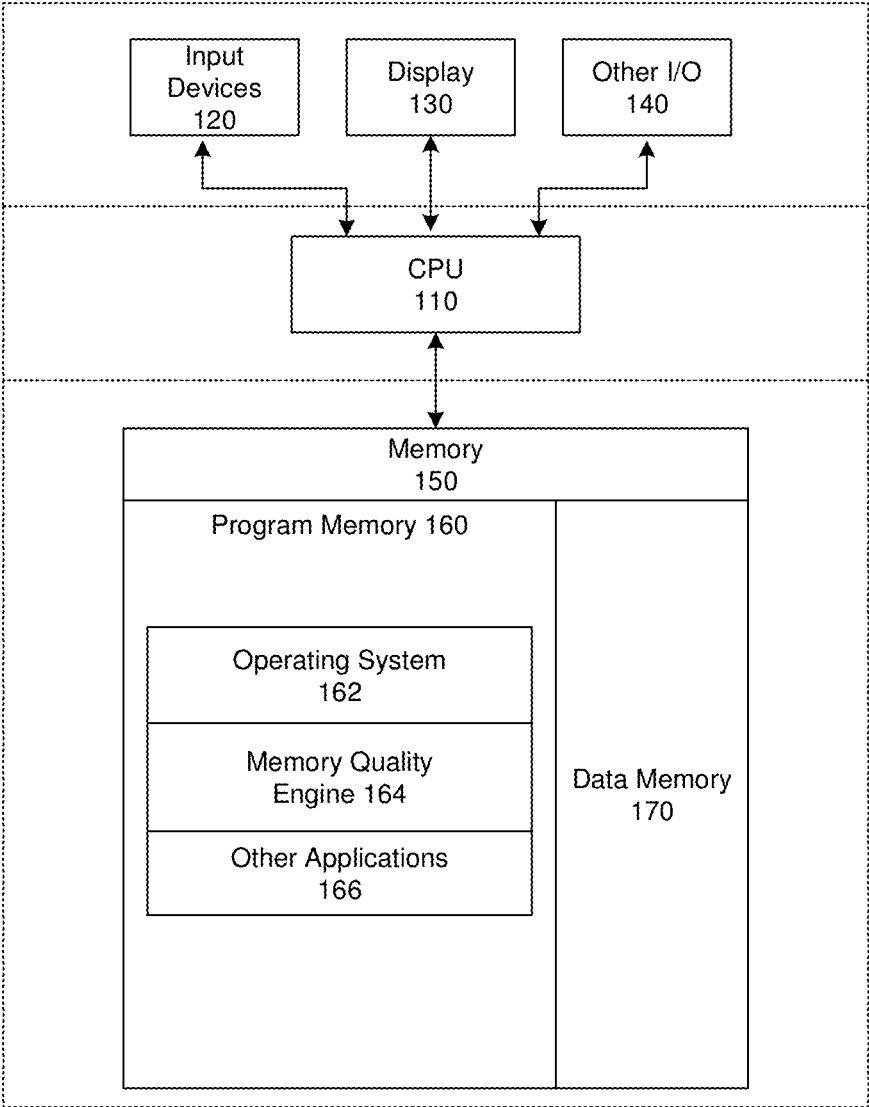 Input
Devices
120
Display
130
Other I/O
140
CPU
110
Memory
150
Program Memory 160
Operating System
162
Memory Quality
Engine 164
Other Applications
166
Data Memory
170